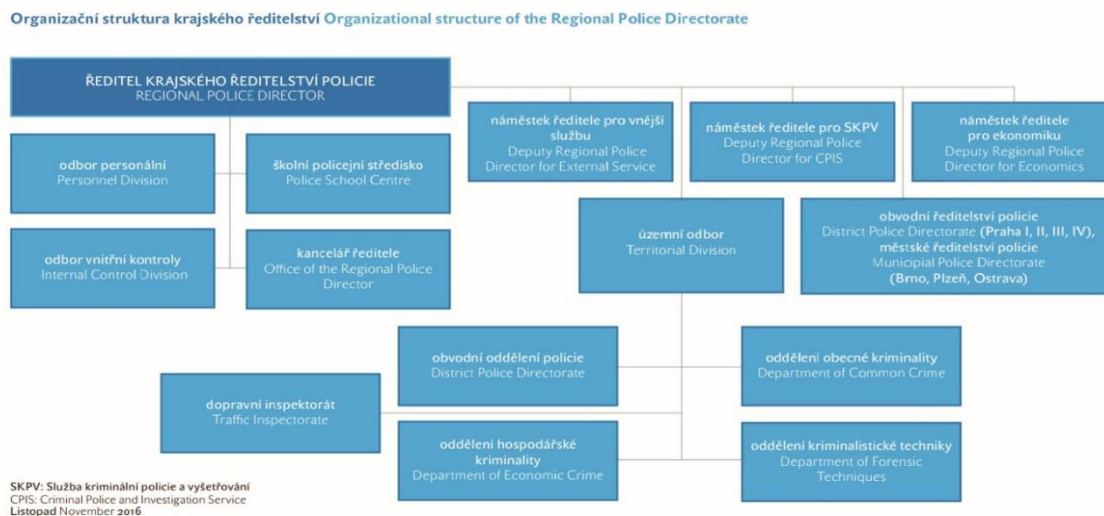 Organizační struktura krajského ředitelství Organizational structure of the Regional Police Directorate
ŘEDITEL KRAJSKÉHO ŘEDITELSTVÍ POLICIE
REGIONAL POLICE DIRECTOR
náměstek ředitele pro vnější
službu
Deputy Regional Police
Director for External Service
náměstek ředitele pro SKPV
Deputy Regional Police
Director for CPIS
náměstek ředitele
pro ekonomiku
Deputy Regional Police
Director for Economics
odbor personální
Personnel Division
školní policejní středisko
Police School Centre
odbor vnitřní kontroly
Internal Control Division
kancelář ředitele
Office of the Regional Police
Director
územní odbor
Territorial Division
obvodní ředitelství policie
District Police Directorate (Praha I, II, III, IV),
městské ředitelství policie
Municipial Police Directorate
(Brno, Plzeň, Ostrava)
obvodní oddělení policie
District Police Directorate
oddělení obecné kriminality
Department of Common Crime
dopravní inspektorát
Traffic Inspectorate
oddělení hospodářské
kriminality
Department of Economic Crime
oddělení kriminalistické techniky
Department of Forensic
Techniques
SKPV: Služba kriminální policie a vyšetřování
CPIS: Criminal Police and Investigation Service
Listopad November 2016